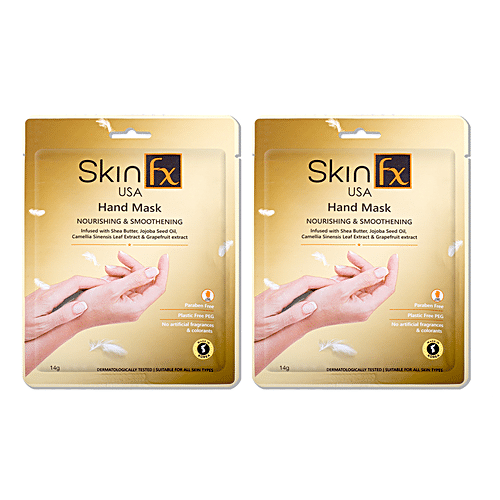 Skin fx
USA
Hand Mask
NOURISHING & SMOOTHENING
Infused with Shea Butter, Jojoba Seed Oil,
Camellia Sinensis Leaf Extract & Grapefruit extract
Paraben Free
Plastic Free PEG
No artificial fragrances
& colorants
14g
DERMATOLOGICALLY TESTED | SUITABLE FOR ALL SKIN TYPES
Skin fx
USA
Hand Mask
NOURISHING & SMOOTHENING
Infused with Shea Butter, Jojoba Seed Oil,
Camellia Sinensis Leaf Extract & Grapefruit extract
Paraben Free
Plastic Free PEG
No artificial fragrances
& colorants
14g
DERMATOLOGICALLY TESTED | SUITABLE FOR ALL SKIN TYPES